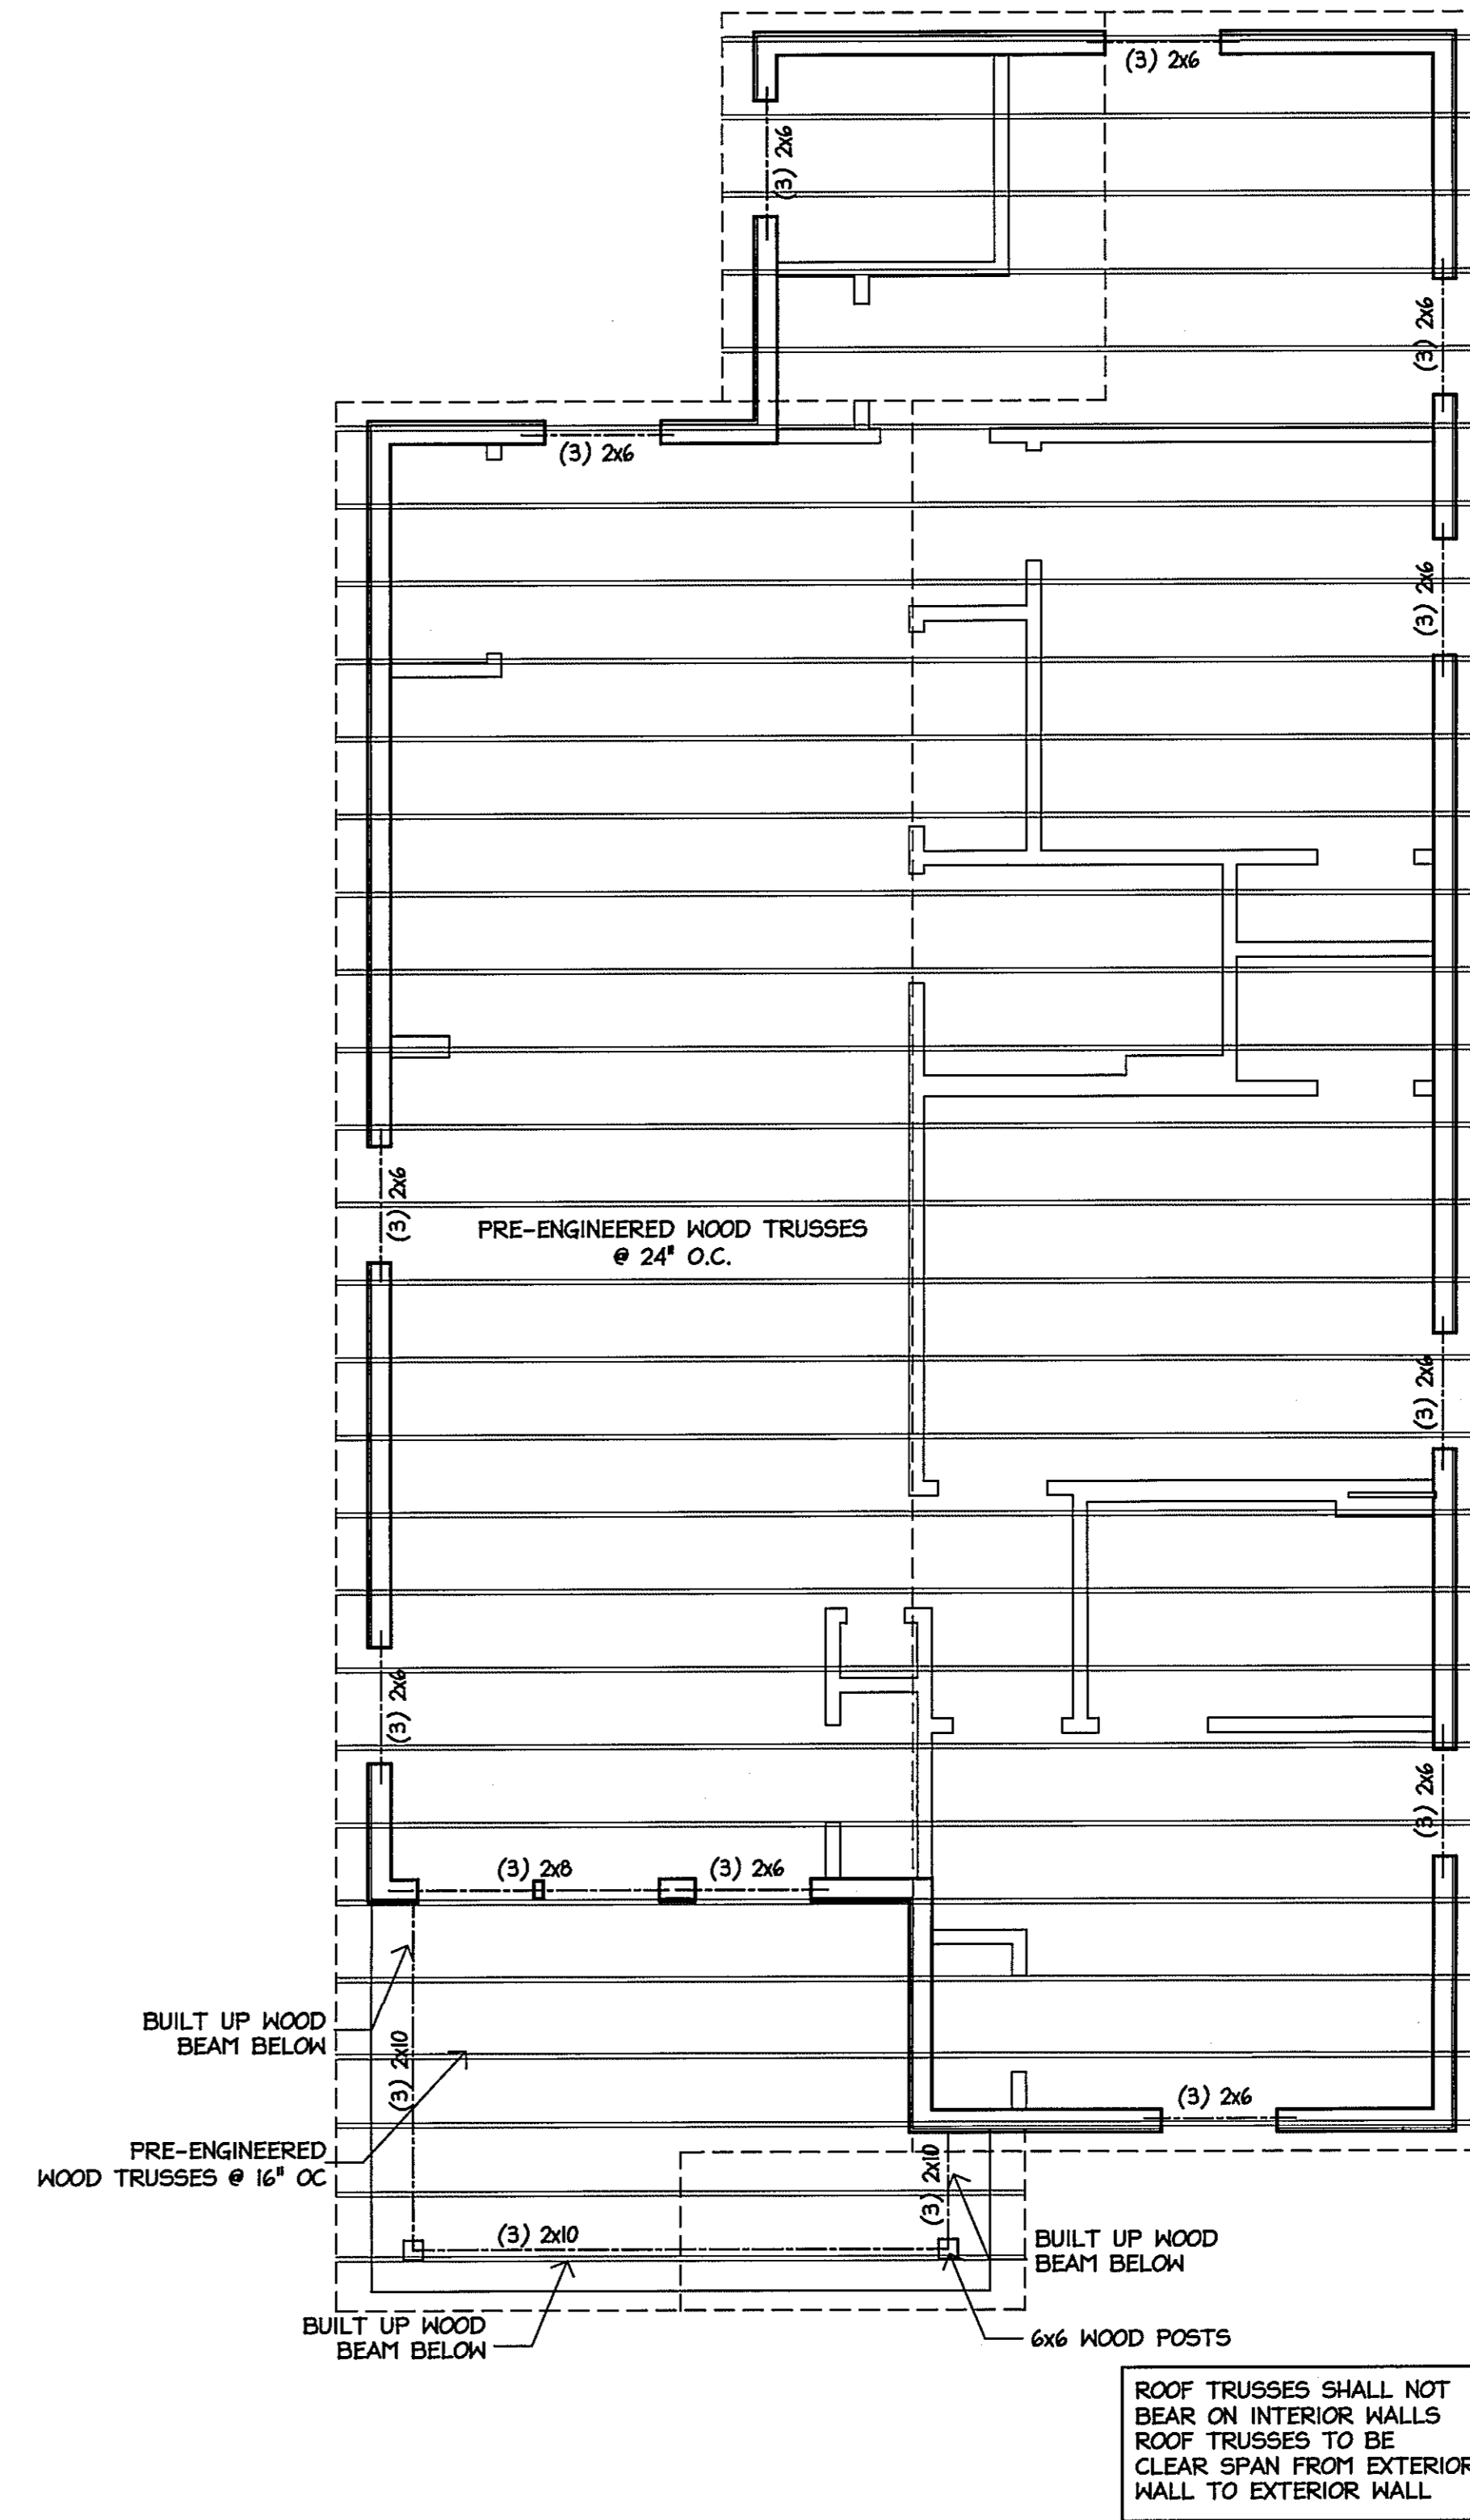 (3) 2x6
(3) 2x6
(3) 2x6
(3) 2x6
(3) 2x6
(3) 2x6
PRE-ENGINEERED WOOD TRUSSES
@ 24" O.C.
(3) 2x6
(3) 2x6
(3) 2x6
(3) 2x8
(3) 2x6
BUILT UP WOOD
BEAM BELOW
(3) 2x10
PRE-ENGINEERED
WOOD TRUSSES @ 16" OC
(3) 2x6
(3) 2x10
(3) 2x10
BUILT UP WOOD
BEAM BELOW
BUILT UP WOOD
BEAM BELOW
6x6 WOOD POSTS
ROOF TRUSSES SHALL NOT
BEAR ON INTERIOR WALLS
ROOF TRUSSES TO BE
CLEAR SPAN FROM EXTERIOR
WALL TO EXTERIOR WALL